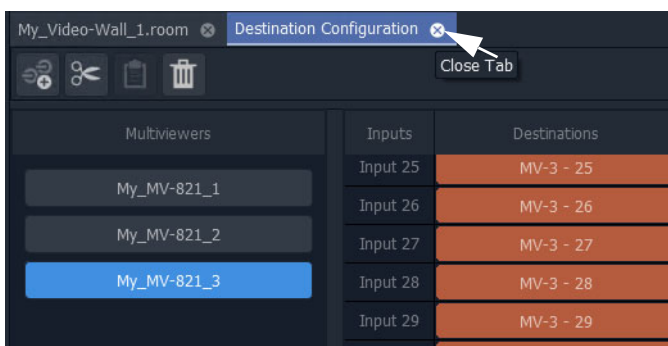 My_Video-Wall_1.room Destination Configuration
Close Tab
Multiviewers Inputs Destinations
Input 25 MV-3 - 25
My_MV-821_1
Input 26 MV-3 - 26
My_MV-821_2
Input 27 MV-3 - 27
My_MV-821_3
Input 28 MV-3 - 28
Input 29 MV-3 - 29